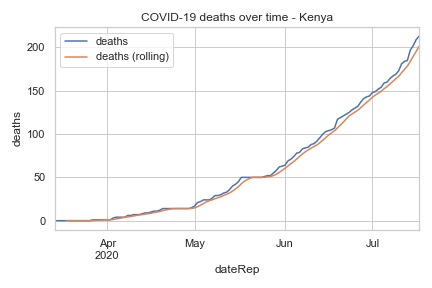 COVID-19 deaths over time - Kenya
deaths
deaths (rolling)
200
150
100
50
0
deaths
Apr
2020
May
Jun
Jul
dateRep